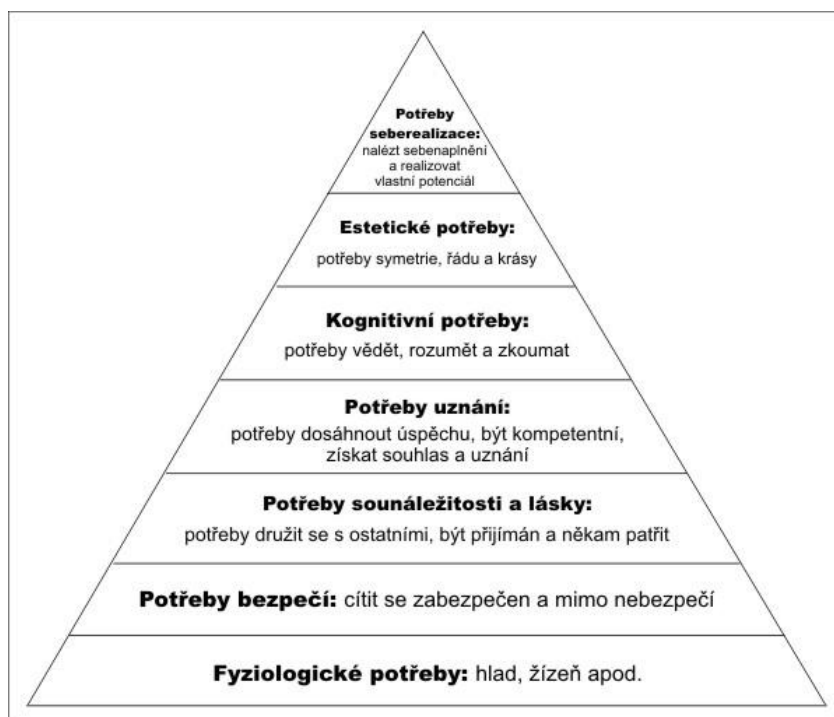 Potřeby
seberealizace:
nalézt sebenaplnění
a realizovat
vlastní potenciál
Estetické potřeby:
potřeby symetrie, řádu a krásy
Kognitivní potřeby:
potřeby vědět, rozumět a zkoumat
Potřeby uznání:
potřeby dosáhnout úspěchu, být kompetentní,
získat souhlas a uznání
Potřeby sounáležitosti a lásky:
potřeby družit se s ostatními, být přijímán a někam patřit
Potřeby bezpečí: cítit se zabezpečen a mimo nebezpečí
Fyziologické potřeby: hlad, žízeň apod.